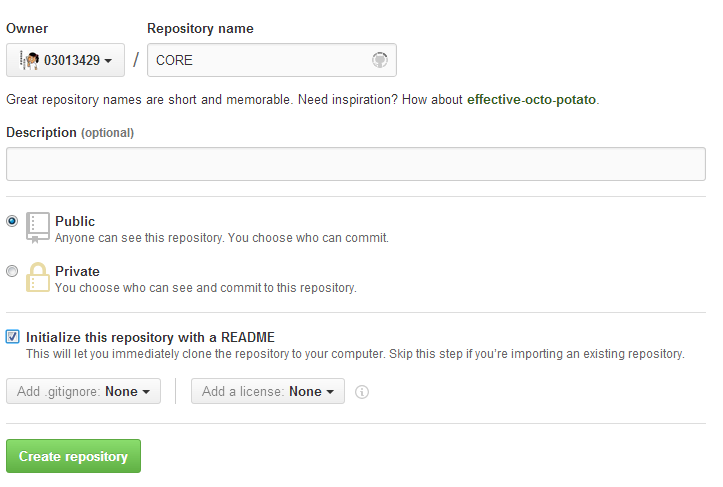 Owner Repository name
03013429 / CORE
Great repository names are short and memorable. Need inspiration? How about effective-octo-potato.
Description (optional)
Public
Anyone can see this repository. You choose who can commit.
Private
You choose who can see and commit to this repository.
Initialize this repository with a README
This will let you immediately clone the repository to your computer. Skip this step if you're importing an existing repository.
Add .gitignore: None Add a license: None
Create repository